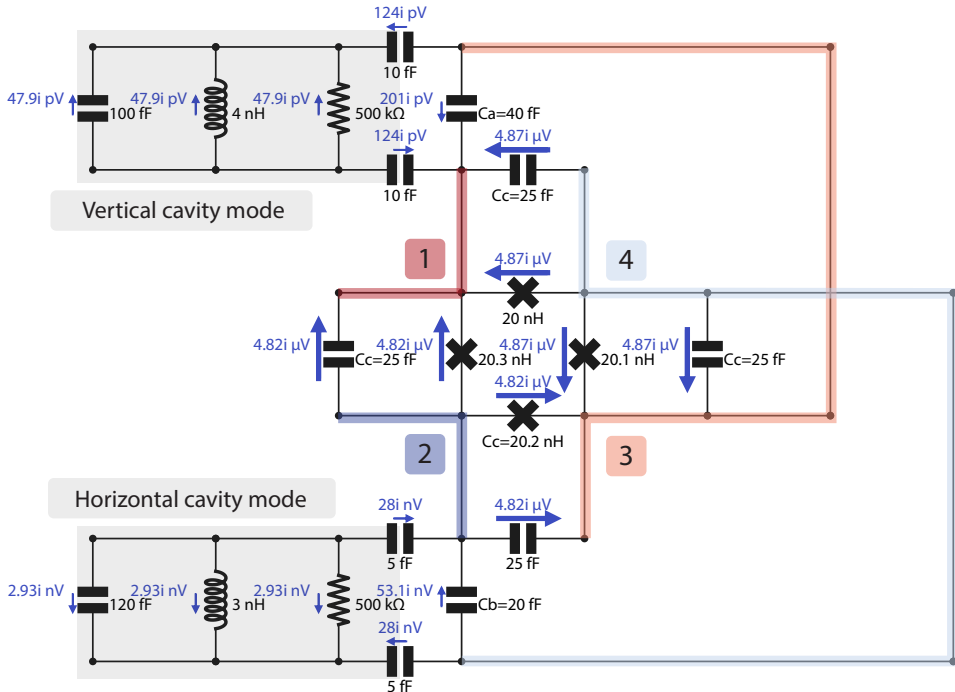 124i pV
10 fF
47.9i pV
100 fF
47.9i pV
4 nH
47.9i pV
500 kΩ
201i pV
Ca=40 fF
124i pV
10 fF
4.87i µV
Cc=25 fF
Vertical cavity mode
1
4
4.87i µV
20 nH
4.82i µV
Cc=25 fF
4.82i µV
20.3 nH
4.87i µV
20.1 nH
4.87i µV
Cc=25 fF
4.82i µV
Cc=20.2 nH
2
3
Horizontal cavity mode
28i nV
5 fF
4.82i µV
25 fF
2.93i nV
120 fF
2.93i nV
3 nH
2.93i nV
500 kΩ
53.1i nV
Cb=20 fF
28i nV
5 fF